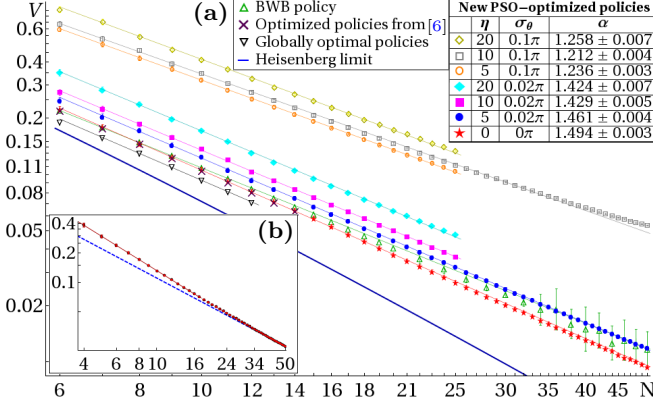 V
(a)
BWB policy
Optimized policies from [6]
Globally optimal policies
Heisenberg limit
New PSO-optimized policies
η σθ α
20 0.1π 1.258 ± 0.007
10 0.1π 1.212 ± 0.004
5 0.1π 1.236 ± 0.003
20 0.02π 1.424 ± 0.007
10 0.02π 1.429 ± 0.005
5 0.02π 1.461 ± 0.004
0 0π 1.494 ± 0.003
0.6
0.4
0.3
0.2
0.15
0.11
0.08
0.05
0.02
(b)
0.4
0.2
0.1
4 6 8 10 16 24 34 50
6 8 10 12 14 16 18 21 25 30 35 40 45 N